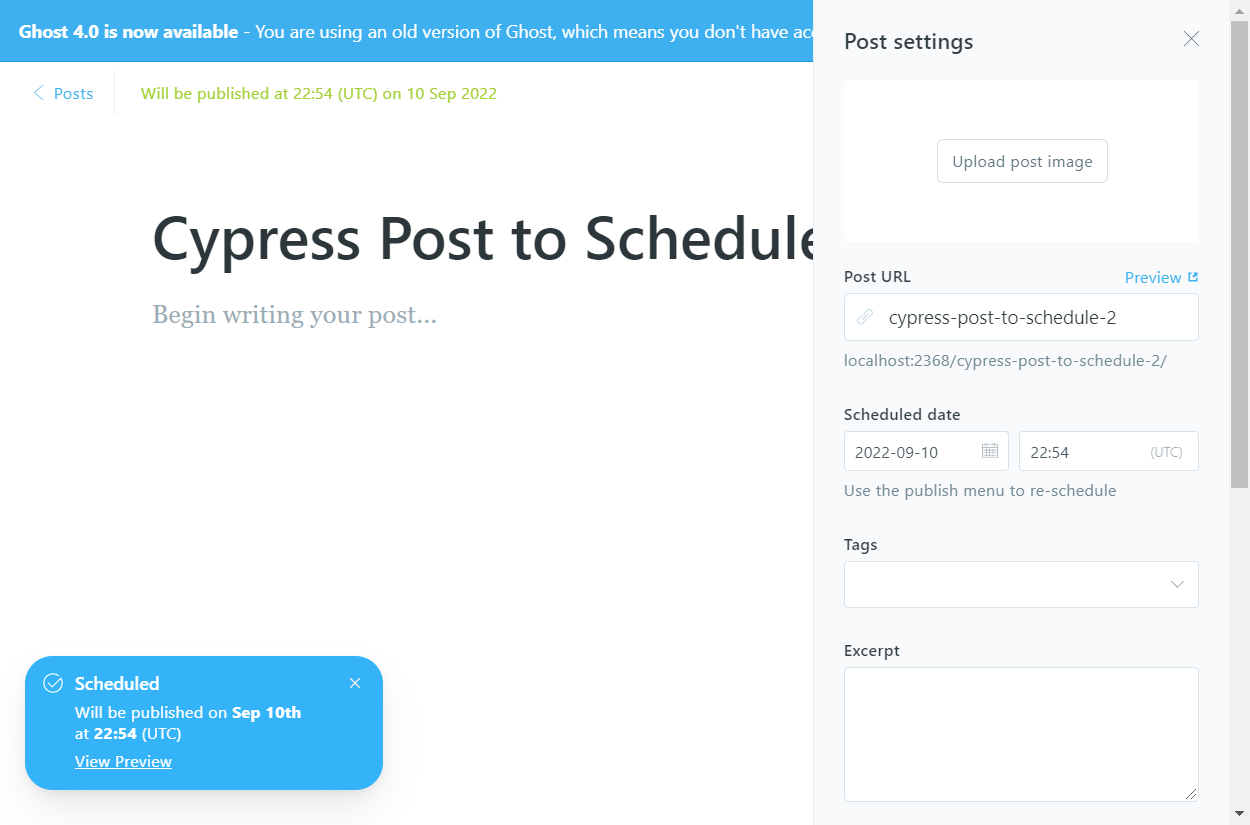 Ghost 4.0 is now available - You are using an old version of Ghost, which means you don't have acc
Posts
Will be published at 22:54 (UTC) on 10 Sep 2022
Cypress Post to Schedule
Begin writing your post...
Scheduled
Will be published on Sep 10th
at 22:54 (UTC)
View Preview
Post settings
Upload post image
Post URL Preview
cypress-post-to-schedule-2
localhost:2368/cypress-post-to-schedule-2/
Scheduled date
2022-09-10 22:54 (UTC)
Use the publish menu to re-schedule
Tags
Excerpt